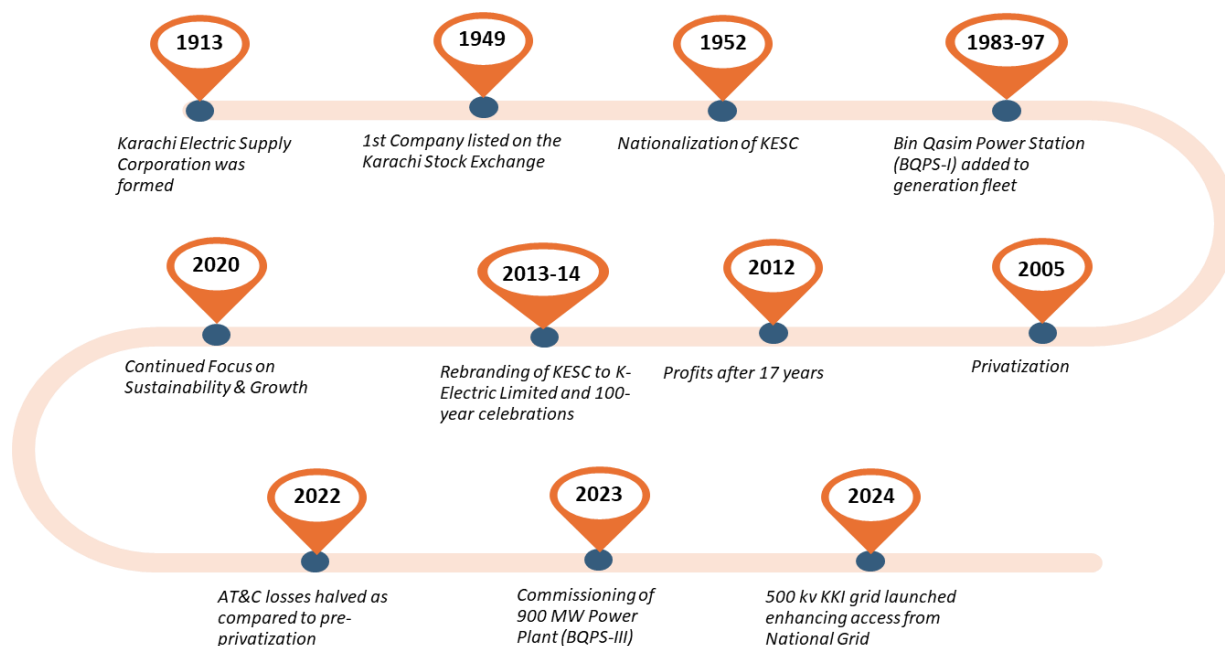 1913
Karachi Electric Supply
Corporation was
formed
1949
1st Company listed on the
Karachi Stock Exchange
1952
Nationalization of KESC
1983-97
Bin Qasim Power Station
(BQPS-I) added to
generation fleet
2005
Privatization
2012
Profits after 17 years
2013-14
Rebranding of KESC to K-
Electric Limited and 100-
year celebrations
2020
Continued Focus on
Sustainability & Growth
2022
AT&C losses halved as
compared to pre-
privatization
2023
Commissioning of
900 MW Power
Plant (BQPS-III)
2024
500 kv KKI grid launched
enhancing access from
National Grid